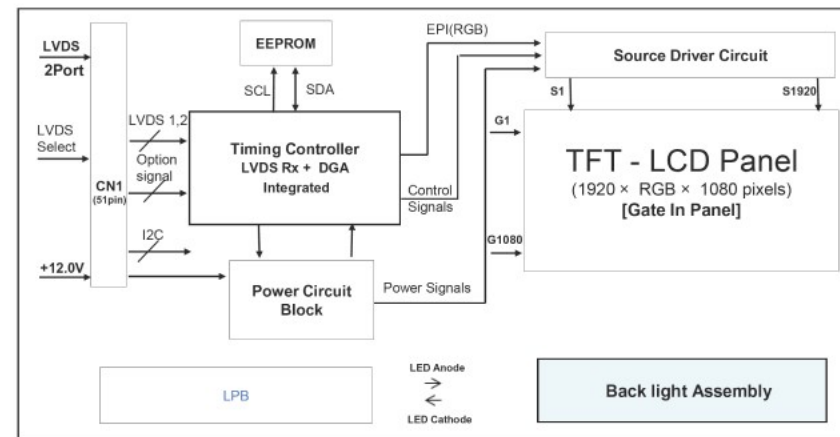 LVDS
2Port
LVDS
Select
+12.0V
CN1
(51pin)
LVDS 1,2
Option
signal
I2C
EEPROM
SCL
SDA
Timing Controller
LVDS Rx + DGA
Integrated
Power Circuit
Block
EPI(RGB)
Control
Signals
Power Signals
Source Driver Circuit
S1
S1920
G1
G1080
TFT - LCD Panel
(1920 × RGB × 1080 pixels)
[Gate In Panel]
LPB
LED Anode
LED Cathode
Back light Assembly